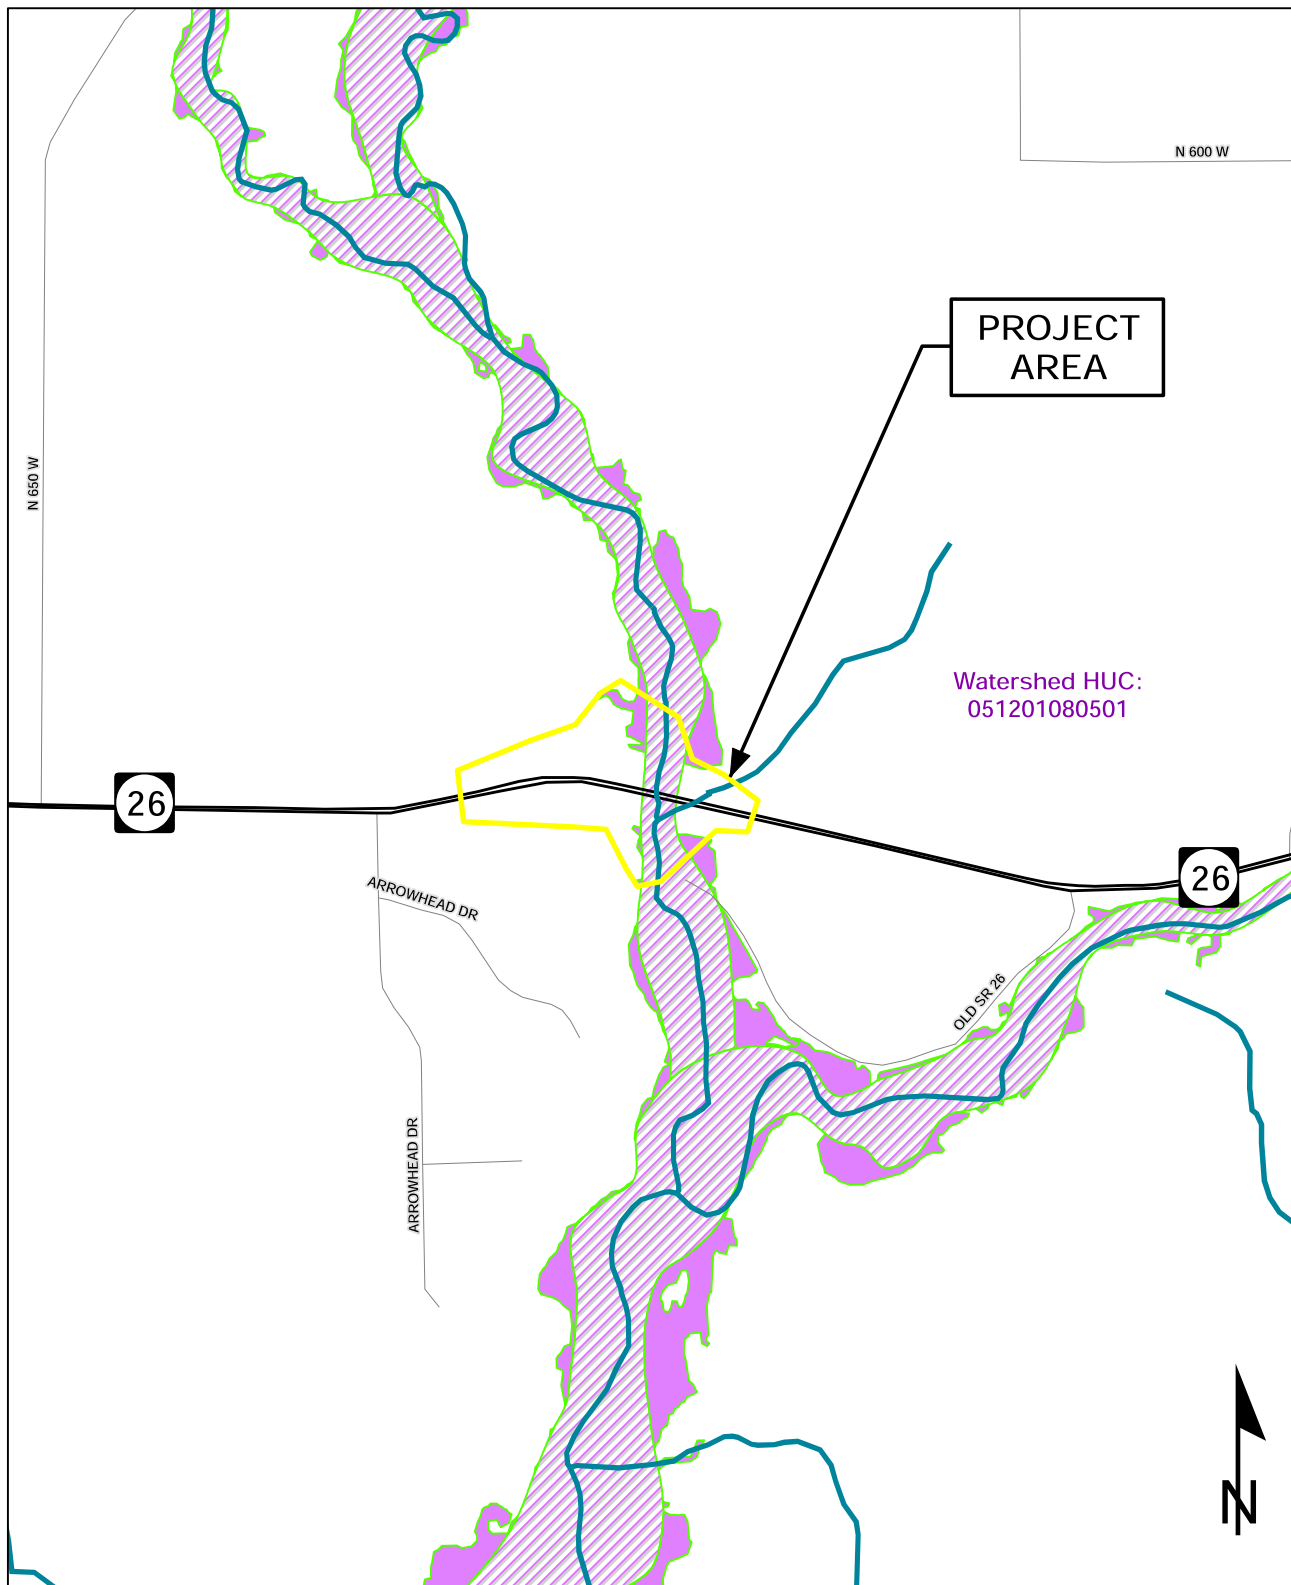 N 600 W
PROJECT
AREA
N 650 W
Watershed HUC:
051201080501
26
26
ARROWHEAD DR
OLD SR 26
ARROWHEAD DR
N